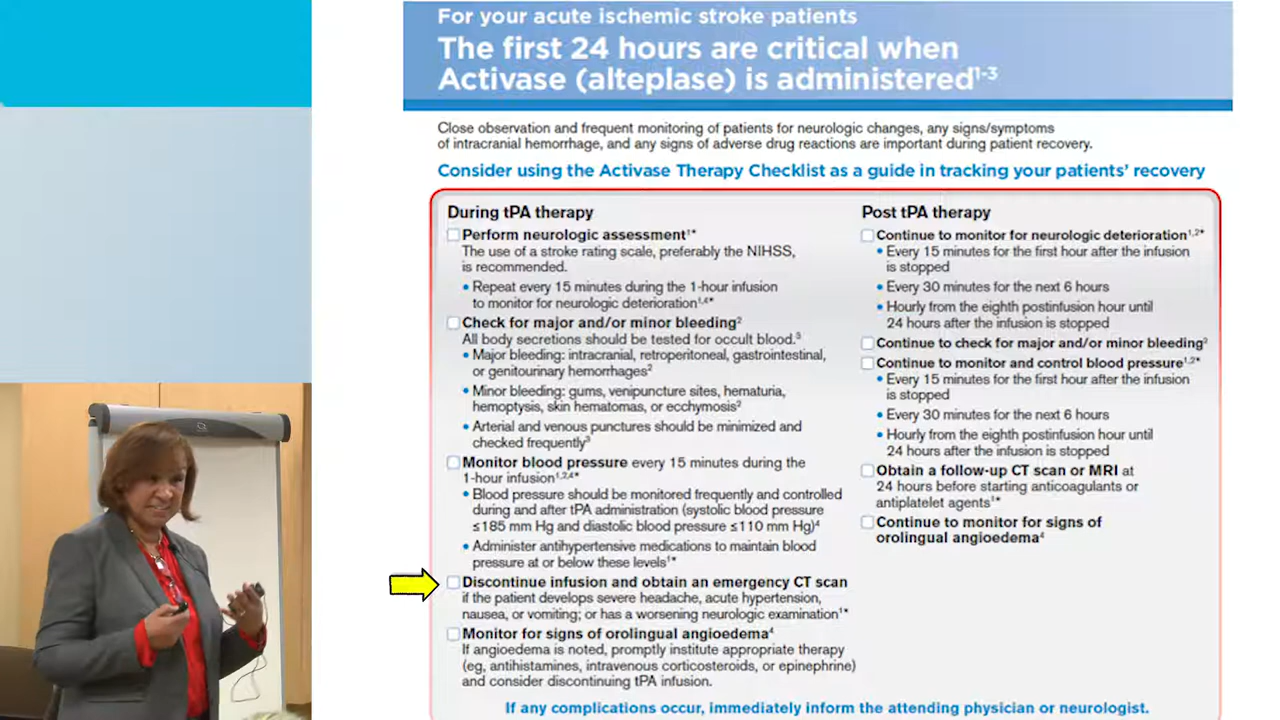 For your acute ischemic stroke patients
The first 24 hours are critical when
Activase (alteplase) is administered1-3
Close observation and frequent monitoring of patients for neurologic changes, any signs/symptoms
of intracranial hemorrhage, and any signs of adverse drug reactions are important during patient recovery.
Consider using the Activase Therapy Checklist as a guide in tracking your patients' recovery
During tPA therapy
Perform neurologic assessment1*
The use of a stroke rating scale, preferably the NIHSS,
is recommended.
• Repeat every 15 minutes during the 1-hour infusion
to monitor for neurologic deterioration1,4*
Check for major and/or minor bleeding2
All body secretions should be tested for occult blood.3
• Major bleeding: intracranial, retroperitoneal, gastrointestinal,
or genitourinary hemorrhages2
• Minor bleeding: gums, venipuncture sites, hematuria,
hemoptysis, skin hematomas, or ecchymosis2
• Arterial and venous punctures should be minimized and
checked frequently3
Monitor blood pressure every 15 minutes during the
1-hour infusion1,2,4*
• Blood pressure should be monitored frequently and controlled
during and after tPA administration (systolic blood pressure
≤185 mm Hg and diastolic blood pressure ≤110 mm Hg)4
• Administer antihypertensive medications to maintain blood
pressure at or below these levels1*
Discontinue infusion and obtain an emergency CT scan
if the patient develops severe headache, acute hypertension,
nausea, or vomiting; or has a worsening neurologic examination1*
Monitor for signs of orolingual angioedema4
If angioedema is noted, promptly institute appropriate therapy
(eg, antihistamines, intravenous corticosteroids, or epinephrine)
and consider discontinuing tPA infusion.
Post tPA therapy
Continue to monitor for neurologic deterioration1,2*
• Every 15 minutes for the first hour after the infusion
is stopped
• Every 30 minutes for the next 6 hours
• Hourly from the eighth postinfusion hour until
24 hours after the infusion is stopped
Continue to check for major and/or minor bleeding2
Continue to monitor and control blood pressure1,2*
• Every 15 minutes for the first hour after the infusion
is stopped
• Every 30 minutes for the next 6 hours
• Hourly from the eighth postinfusion hour until
24 hours after the infusion is stopped
Obtain a follow-up CT scan or MRI at
24 hours before starting anticoagulants or
antiplatelet agents1*
Continue to monitor for signs of
orolingual angioedema4
If any complications occur, immediately inform the attending physician or neurologist.